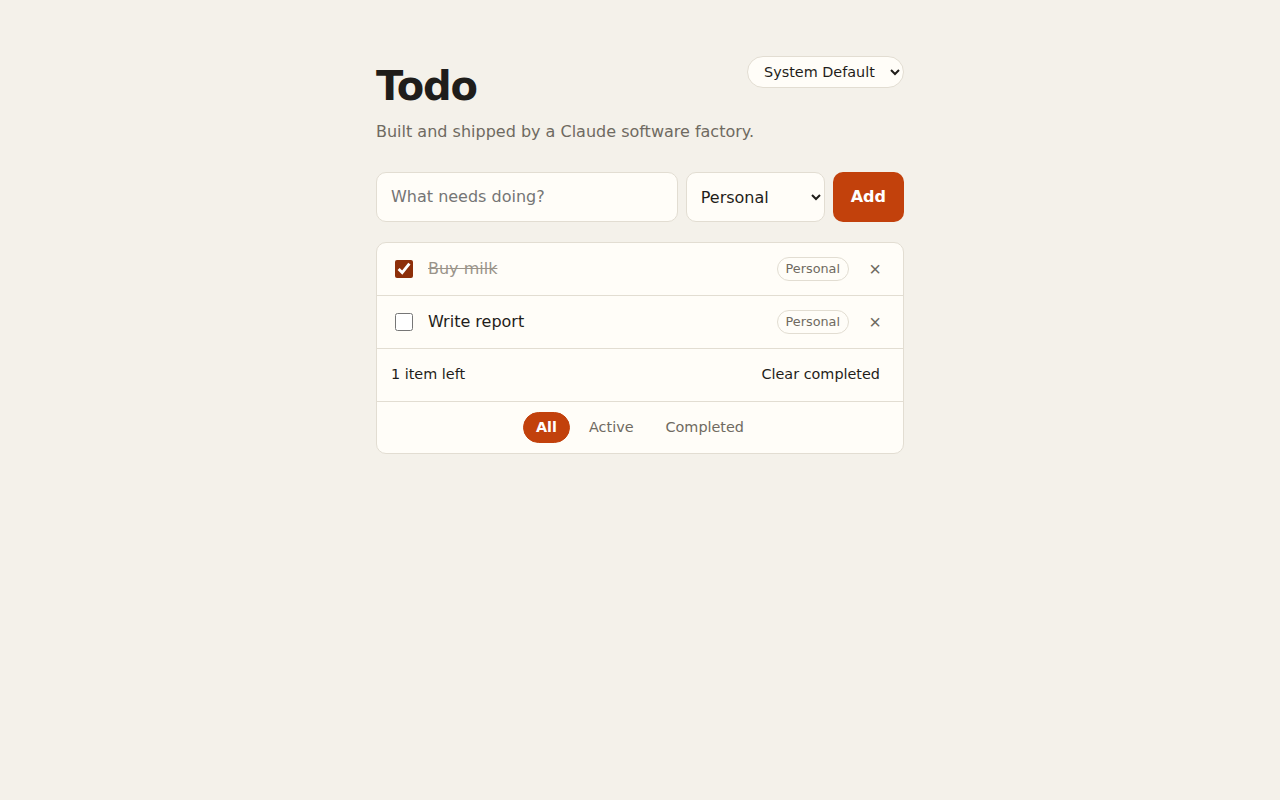 Todo
System Default
Built and shipped by a Claude software factory.
What needs doing?
Personal
Add
Buy milk
Personal
×
Write report
Personal
×
1 item left
Clear completed
All
Active
Completed